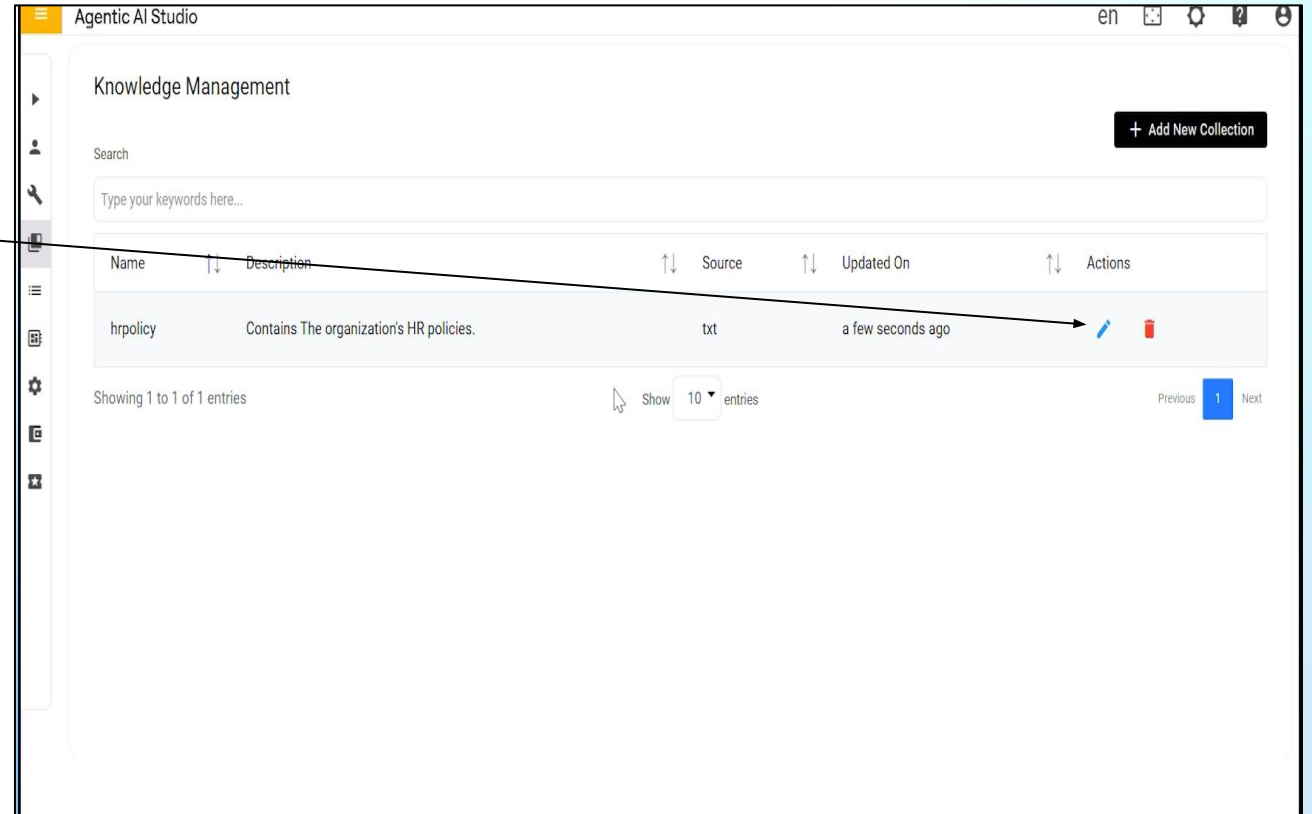 Agentic AI Studio en
Knowledge Management
+ Add New Collection
Search
Type your keywords here...
Name ↑↓ Description ↑↓ Source ↑↓ Updated On ↑↓ Actions
hrpolicy Contains The organization's HR policies. txt a few seconds ago
Showing 1 to 1 of 1 entries Show 10 entries Previous 1 Next